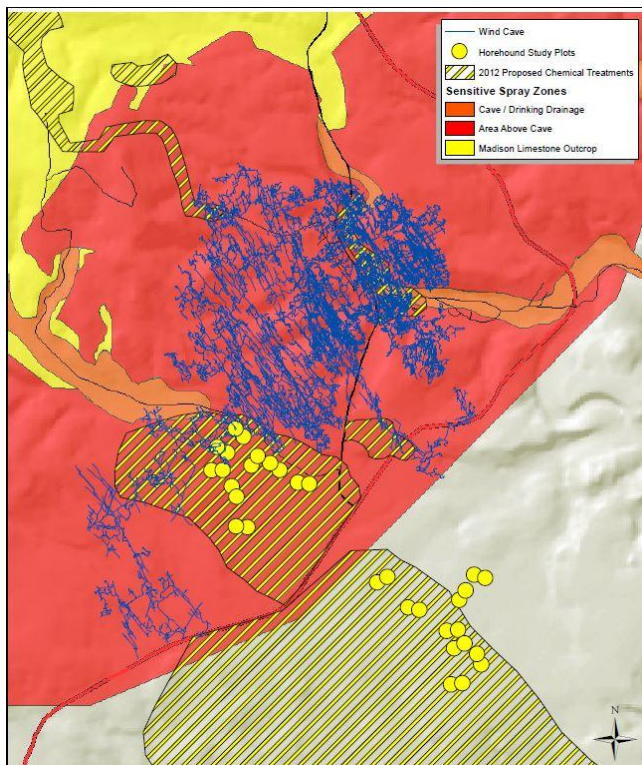 Wind Cave
Horehound Study Plots
2012 Proposed Chemical Treatments
Sensitive Spray Zones
Cave / Drinking Drainage
Area Above Cave
Madison Limestone Outcrop
N